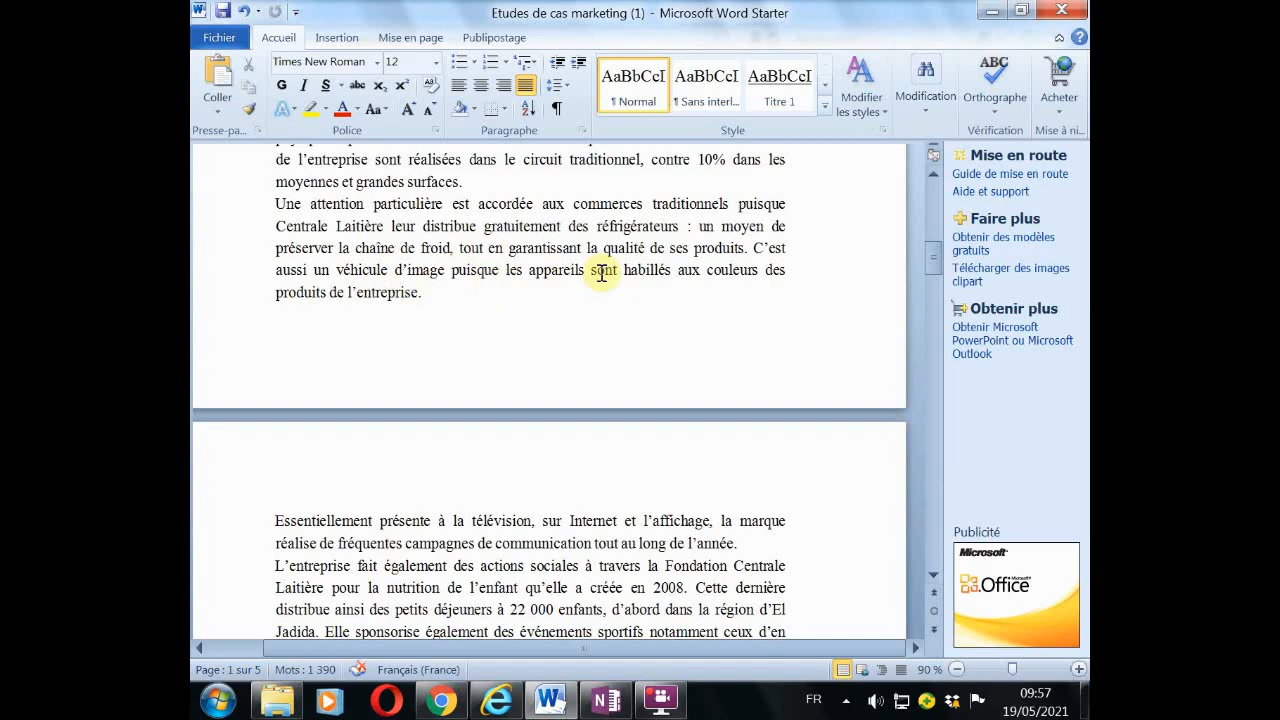 Etudes de cas marketing (1) - Microsoft Word Starter
Fichier Accueil Insertion Mise en page Publipostage
Times New Roman 12
Coller
G I S abe x₂ x²
Aa
AaBbCcI AaBbCcI AaBbCcI
¶ Normal ¶ Sans interl... Titre 1
Modifier les styles
Modification
ABC
Orthographe
Acheter
Presse-pa... Police Paragraphe Style Vérification Mise à ni...
de l’entreprise sont réalisées dans le circuit traditionnel, contre 10% dans les
moyennes et grandes surfaces.
Une attention particulière est accordée aux commerces traditionnels puisque
Centrale Laitière leur distribue gratuitement des réfrigérateurs : un moyen de
préserver la chaîne de froid, tout en garantissant la qualité de ses produits. C’est
aussi un véhicule d’image puisque les appareils sont habillés aux couleurs des
produits de l’entreprise.
Essentiellement présente à la télévision, sur Internet et l’affichage, la marque
réalise de fréquentes campagnes de communication tout au long de l’année.
L’entreprise fait également des actions sociales à travers la Fondation Centrale
Laitière pour la nutrition de l’enfant qu’elle a créée en 2008. Cette dernière
distribue ainsi des petits déjeuners à 22 000 enfants, d’abord dans la région d’El
Jadida. Elle sponsorise également des événements sportifs notamment ceux d’en
Mise en route
Guide de mise en route
Aide et support
Faire plus
Obtenir des modèles
gratuits
Télécharger des images
clipart
Obtenir plus
Obtenir Microsoft
PowerPoint ou Microsoft
Outlook
Publicité
Microsoft
Office
Page : 1 sur 5 Mots : 1 390 Français (France) 90 %
FR 09:57
19/05/2021